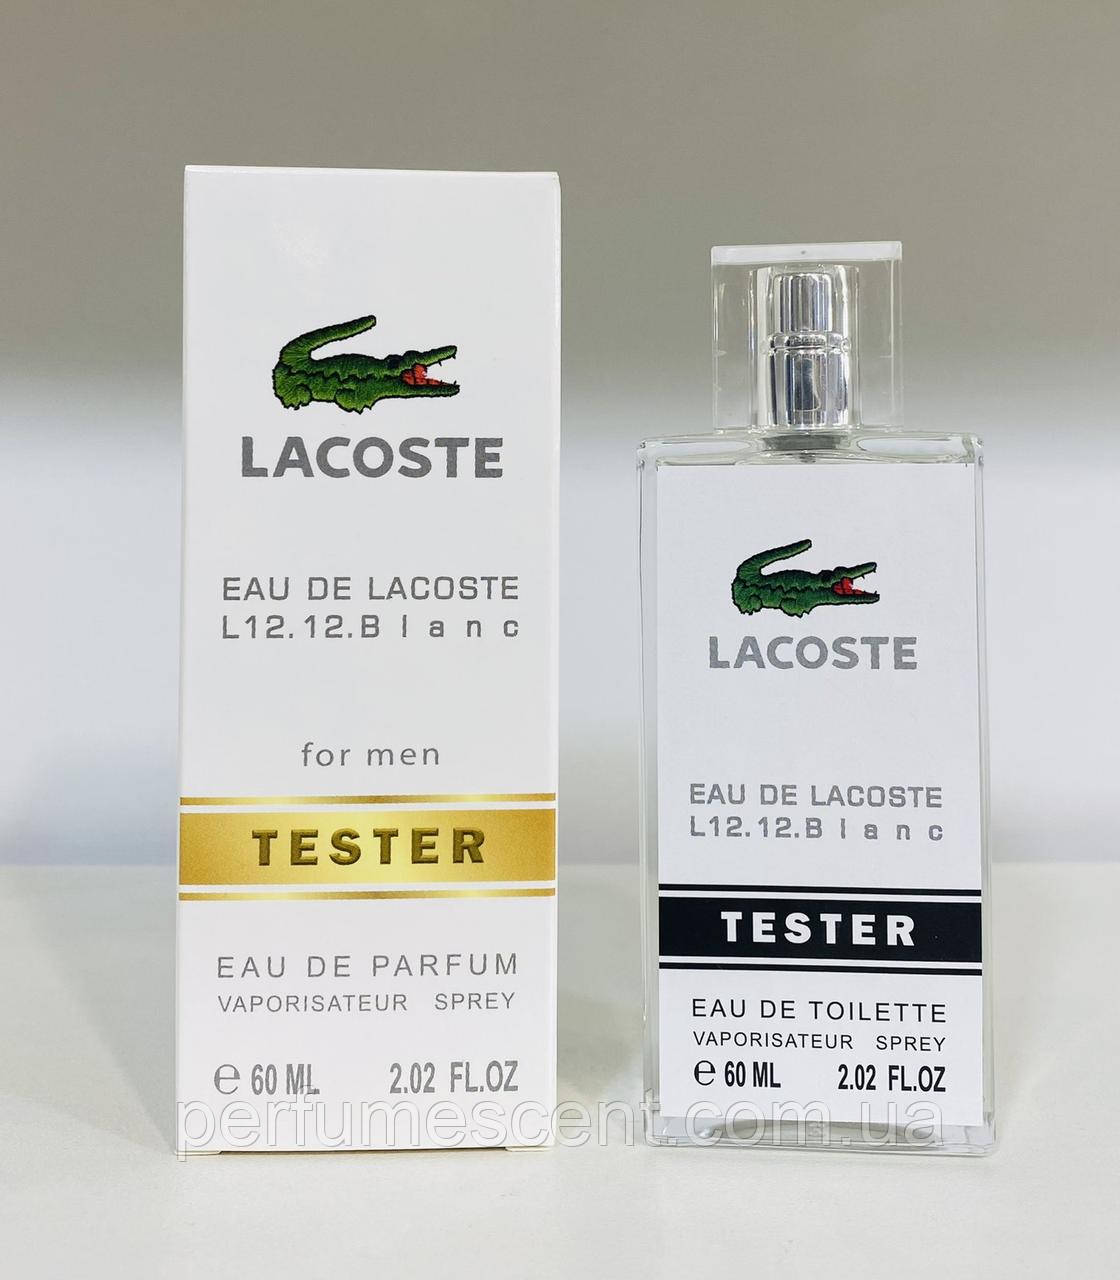 LACOSTE
EAU DE LACOSTE
L12.12.Blanc
for men
TESTER
EAU DE PARFUM
VAPORISATEUR SPREY
e 60 ML 2.02 FL.OZ
LACOSTE
EAU DE LACOSTE
L12.12.Blanc
TESTER
EAU DE TOILETTE
VAPORISATEUR SPREY
e 60 ML 2.02 FL.OZ
perfumescent.com.ua